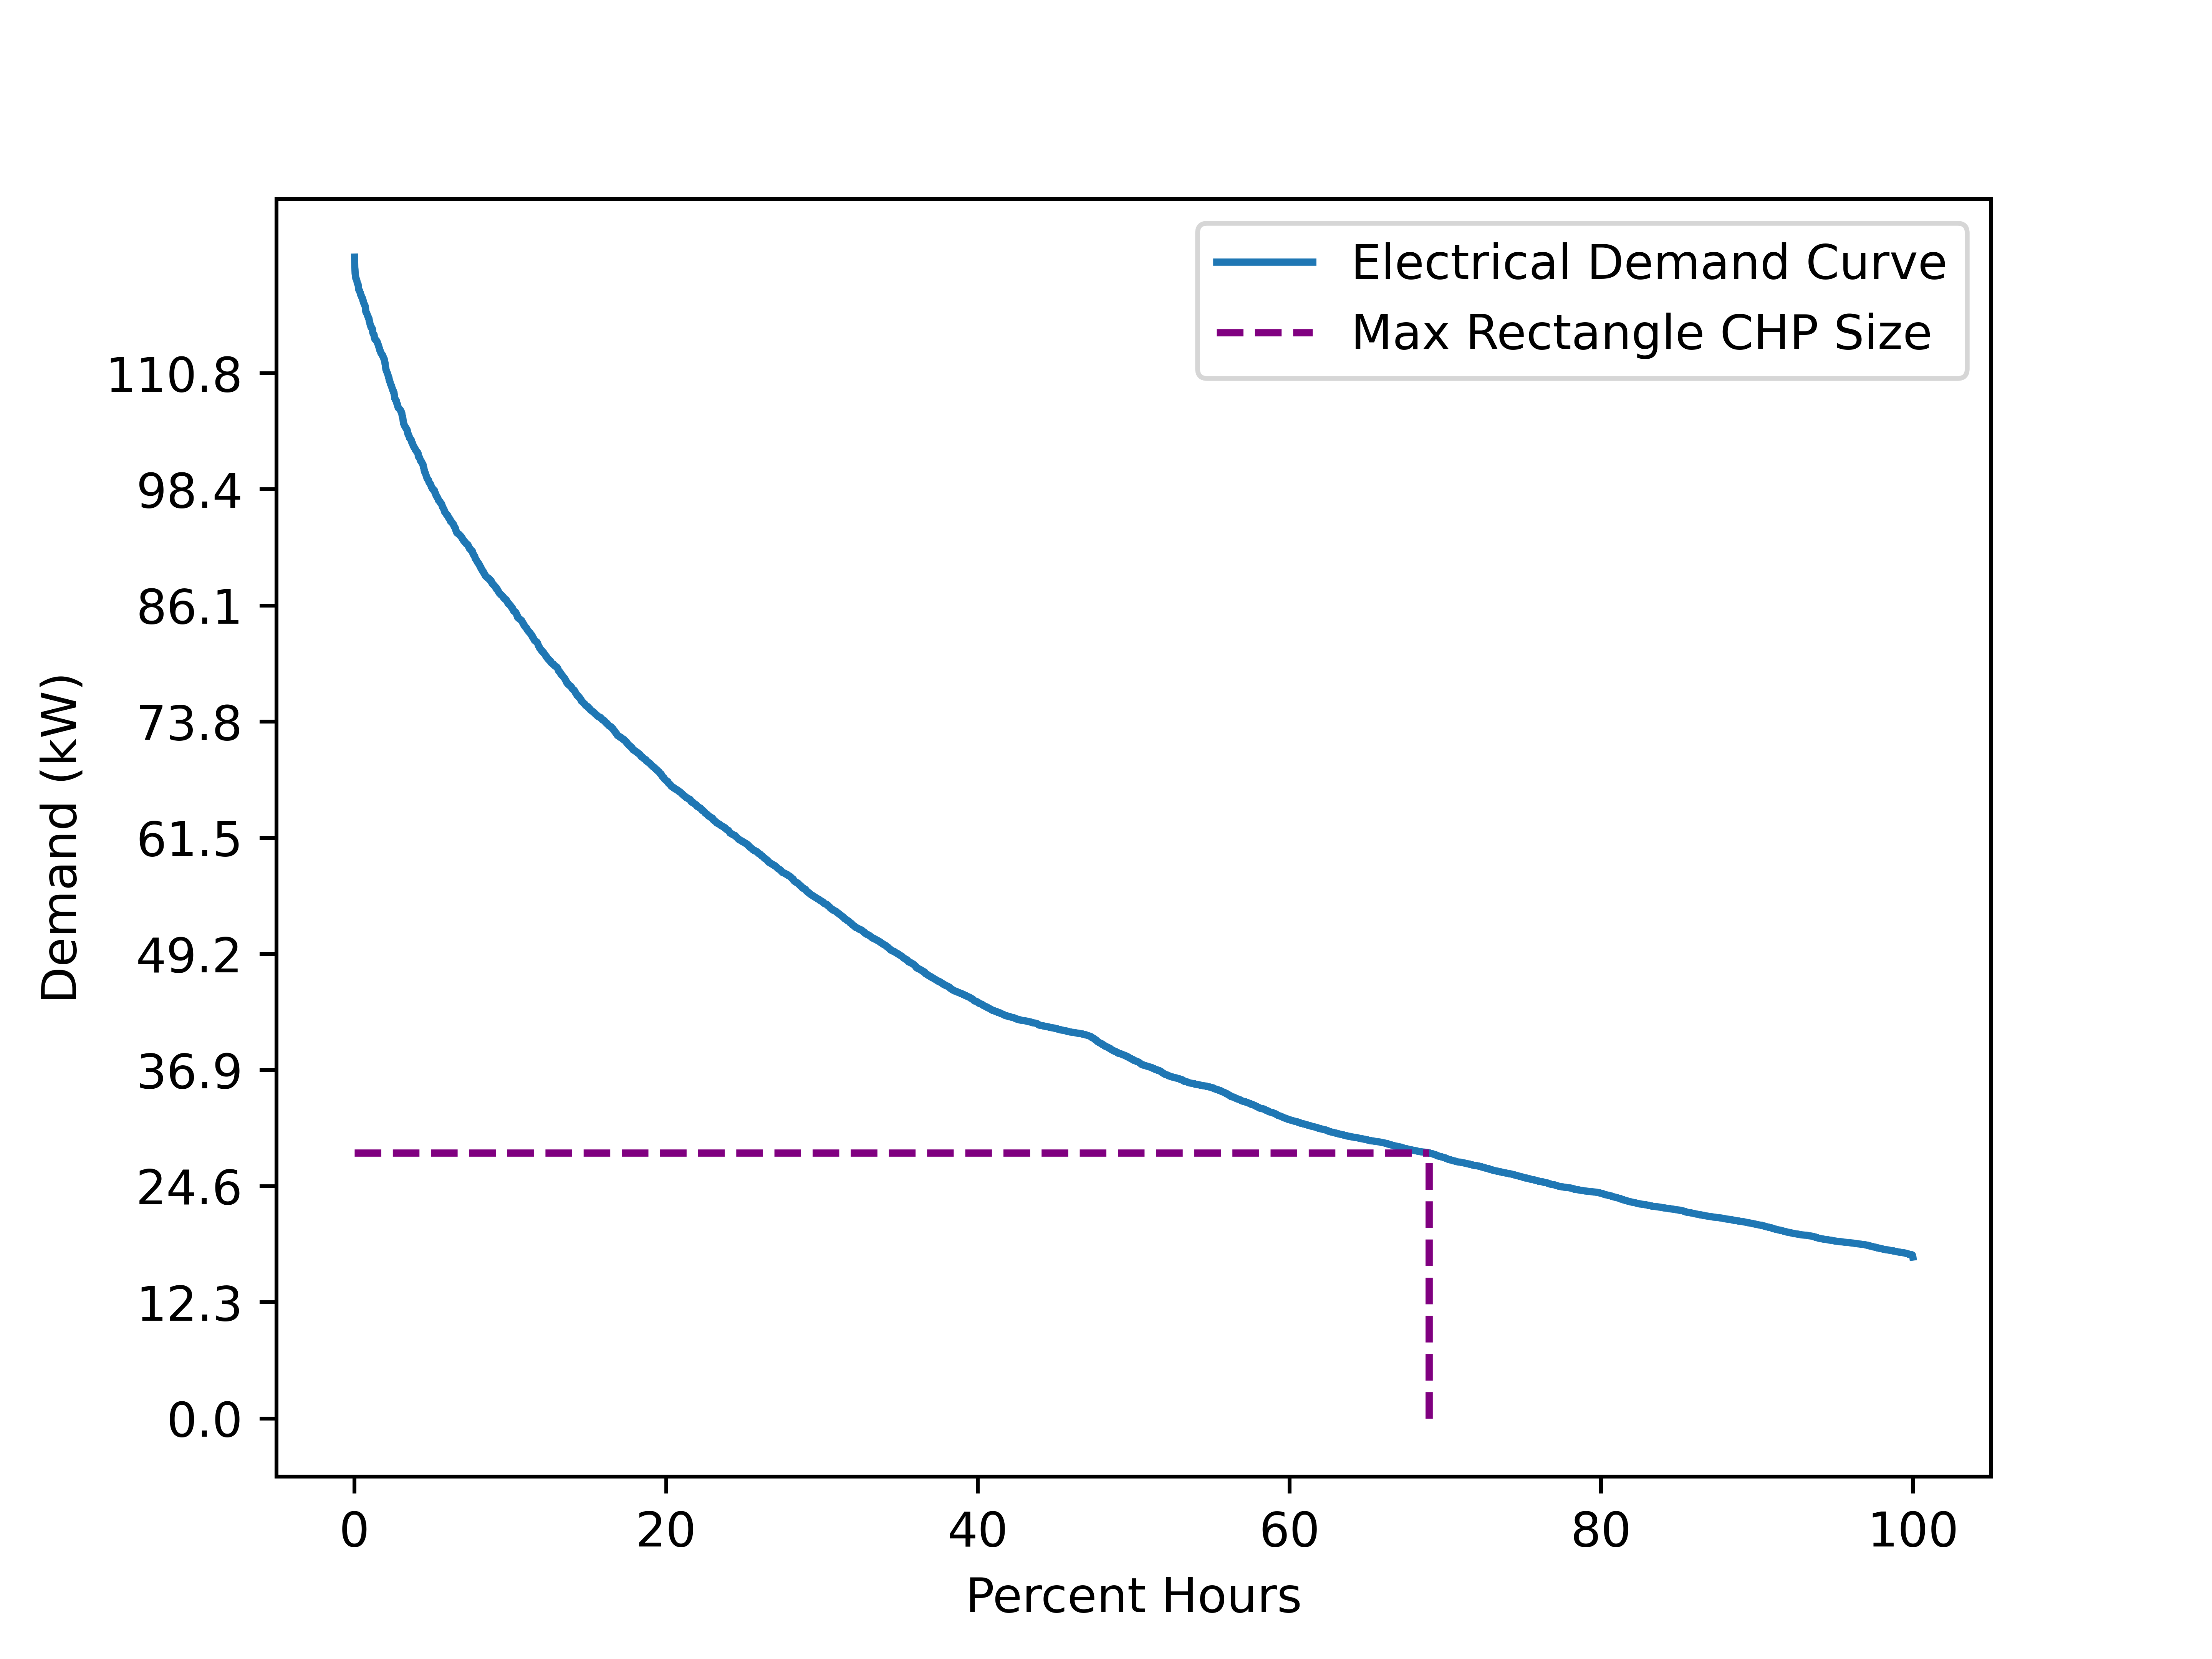 Electrical Demand Curve
Max Rectangle CHP Size
110.8
98.4
86.1
73.8
61.5
49.2
36.9
24.6
12.3
0.0
Demand (kW)
0 20 40 60 80 100
Percent Hours